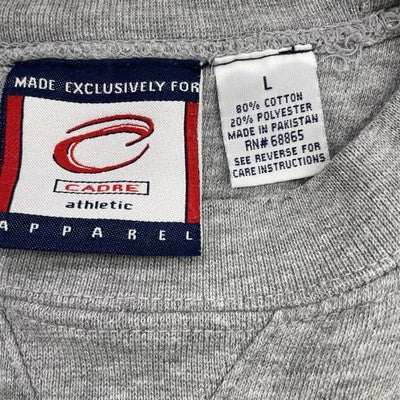 MADE EXCLUSIVELY FOR
CADRE
athletic
APPAREL
L
80% COTTON
20% POLYESTER
MADE IN PAKISTAN
RN# 68865
SEE REVERSE FOR
CARE INSTRUCTIONS